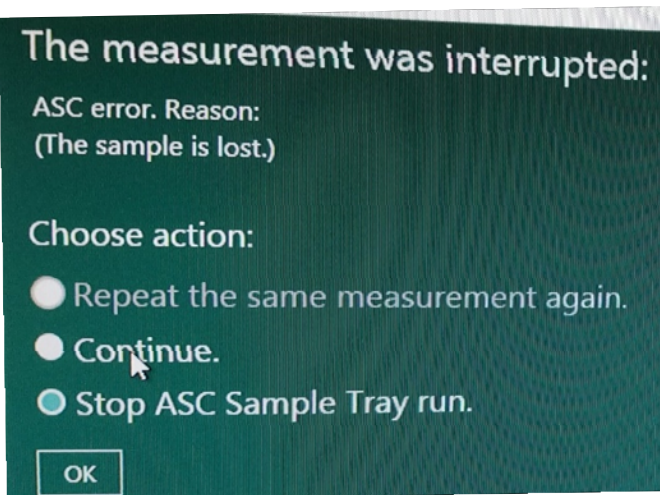 The measurement was interrupted:
ASC error. Reason:
(The sample is lost.)
Choose action:
Repeat the same measurement again.
Continue.
Stop ASC Sample Tray run.
OK